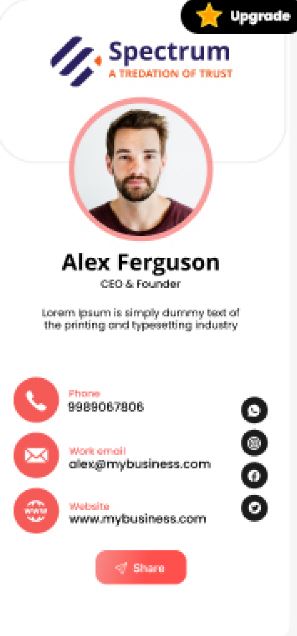 Upgrade
Spectrum
A TREDATION OF TRUST
Alex Ferguson
CEO & Founder
Lorem Ipsum is simply dummy text of
the printing and typesetting industry
Phone
9989067806
Work email
alex@mybusiness.com
www
Website
www.mybusiness.com
Share